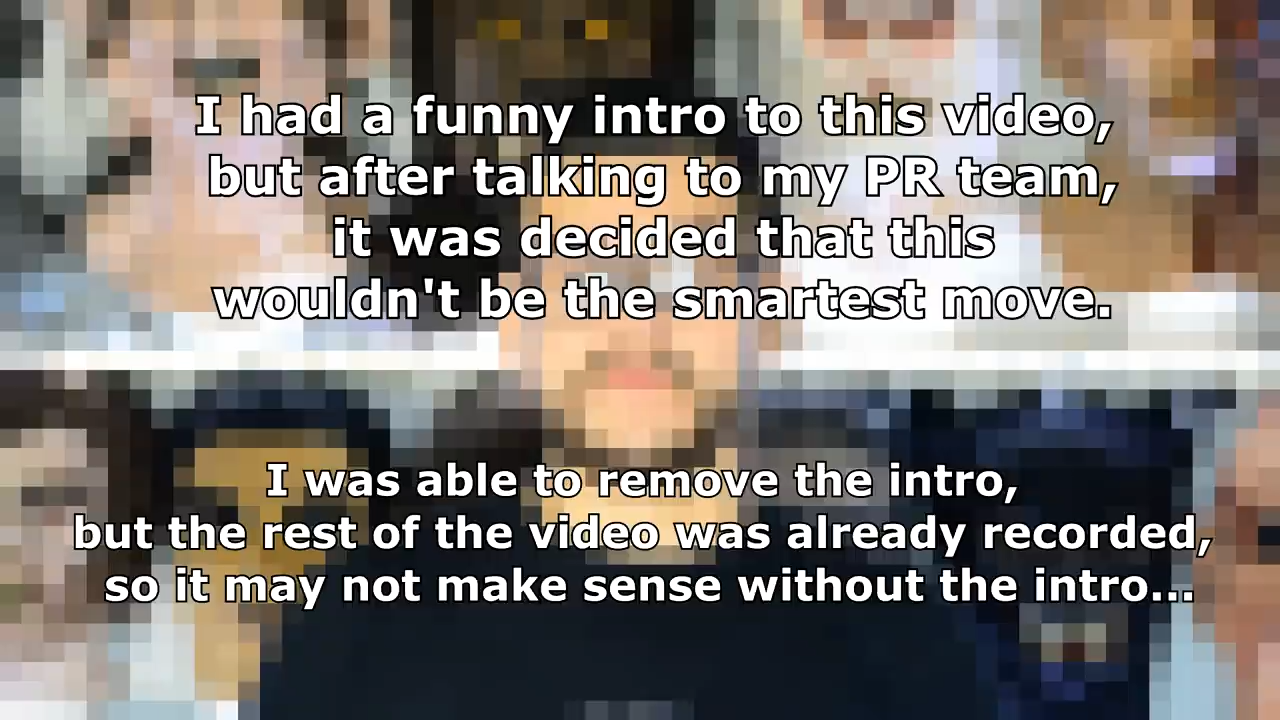 I had a funny intro to this video,
but after talking to my PR team,
it was decided that this
wouldn't be the smartest move.
I was able to remove the intro,
but the rest of the video was already recorded,
so it may not make sense without the intro...